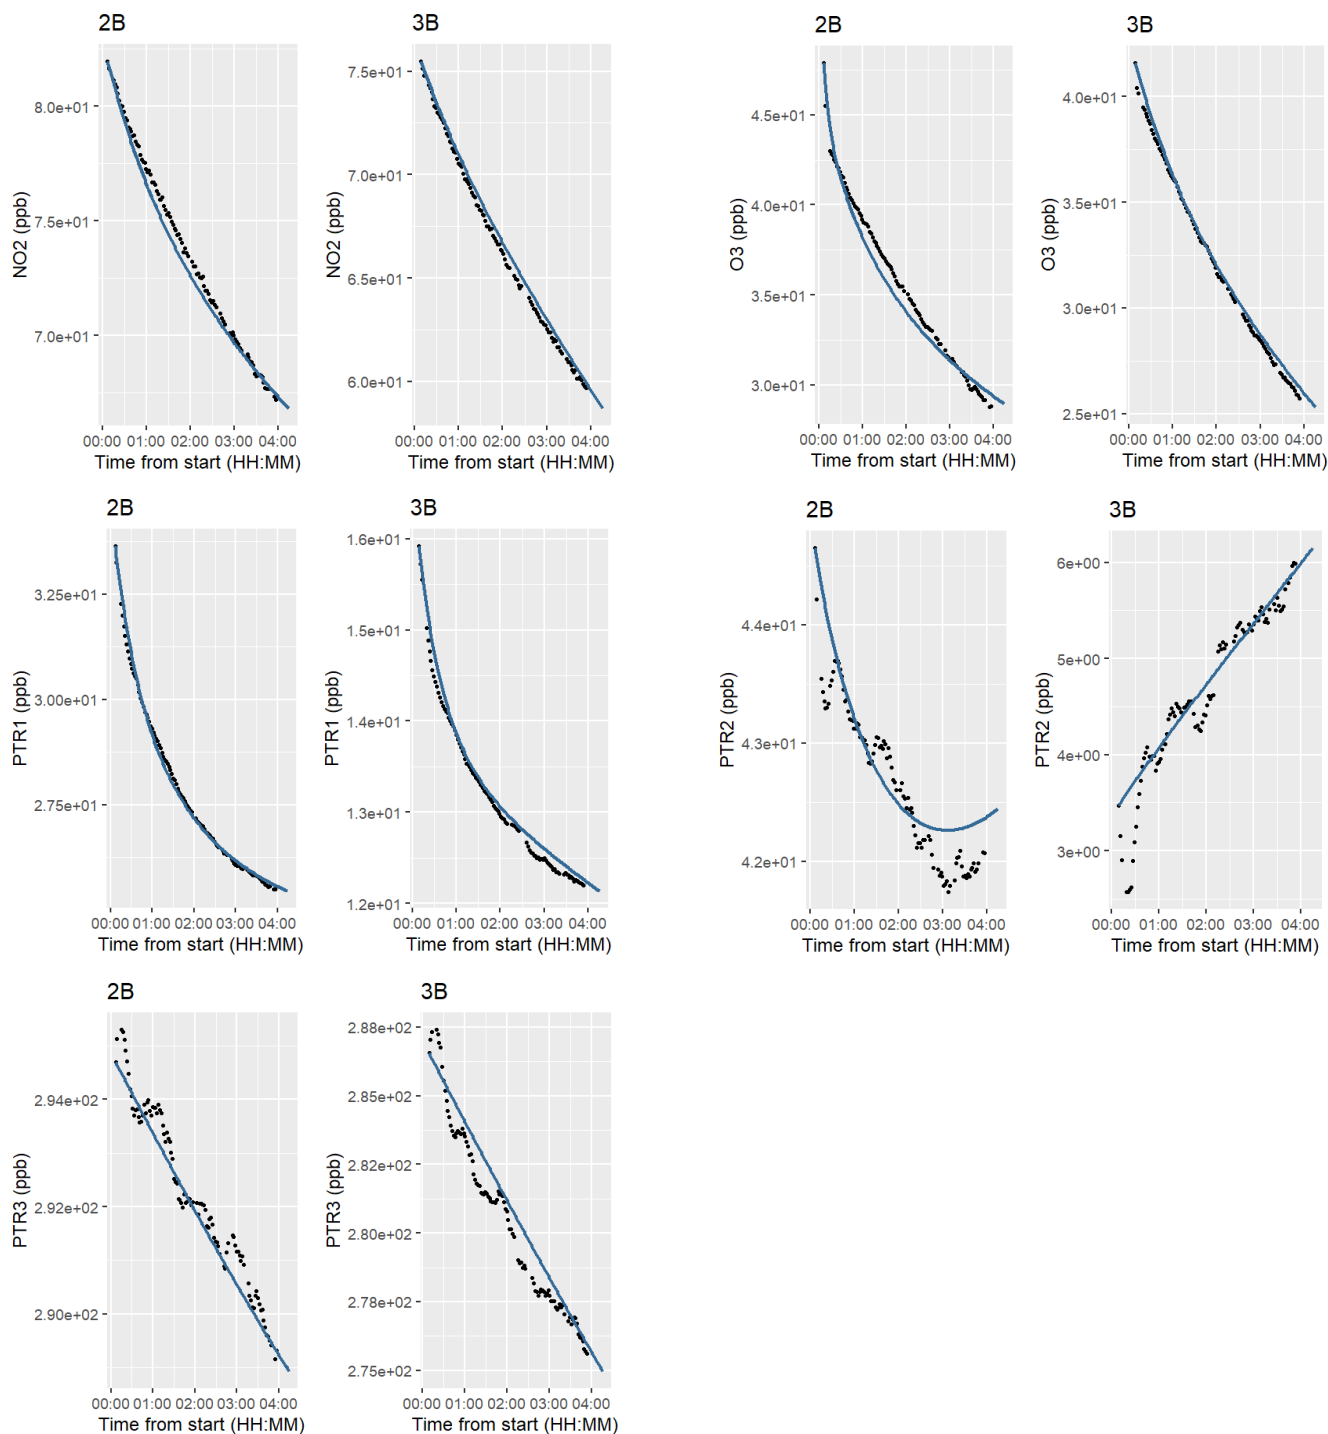 2B
3B
2B
3B
NO2 (ppb)
8.0e+01
7.5e+01
7.0e+01
00:00 01:00 02:00 03:00 04:00
Time from start (HH:MM)
NO2 (ppb)
7.5e+01
7.0e+01
6.5e+01
6.0e+01
00:00 01:00 02:00 03:00 04:00
Time from start (HH:MM)
O3 (ppb)
4.5e+01
4.0e+01
3.5e+01
3.0e+01
00:00 01:00 02:00 03:00 04:00
Time from start (HH:MM)
O3 (ppb)
4.0e+01
3.5e+01
3.0e+01
2.5e+01
00:00 01:00 02:00 03:00 04:00
Time from start (HH:MM)
2B
3B
2B
3B
PTR1 (ppb)
3.25e+01
3.00e+01
2.75e+01
00:00 01:00 02:00 03:00 04:00
Time from start (HH:MM)
PTR1 (ppb)
1.6e+01
1.5e+01
1.4e+01
1.3e+01
1.2e+01
00:00 01:00 02:00 03:00 04:00
Time from start (HH:MM)
PTR2 (ppb)
4.4e+01
4.3e+01
4.2e+01
00:00 01:00 02:00 03:00 04:00
Time from start (HH:MM)
PTR2 (ppb)
6e+00
5e+00
4e+00
3e+00
00:00 01:00 02:00 03:00 04:00
Time from start (HH:MM)
2B
3B
PTR3 (ppb)
2.94e+02
2.92e+02
2.90e+02
00:00 01:00 02:00 03:00 04:00
Time from start (HH:MM)
PTR3 (ppb)
2.88e+02
2.85e+02
2.82e+02
2.80e+02
2.78e+02
2.75e+02
00:00 01:00 02:00 03:00 04:00
Time from start (HH:MM)